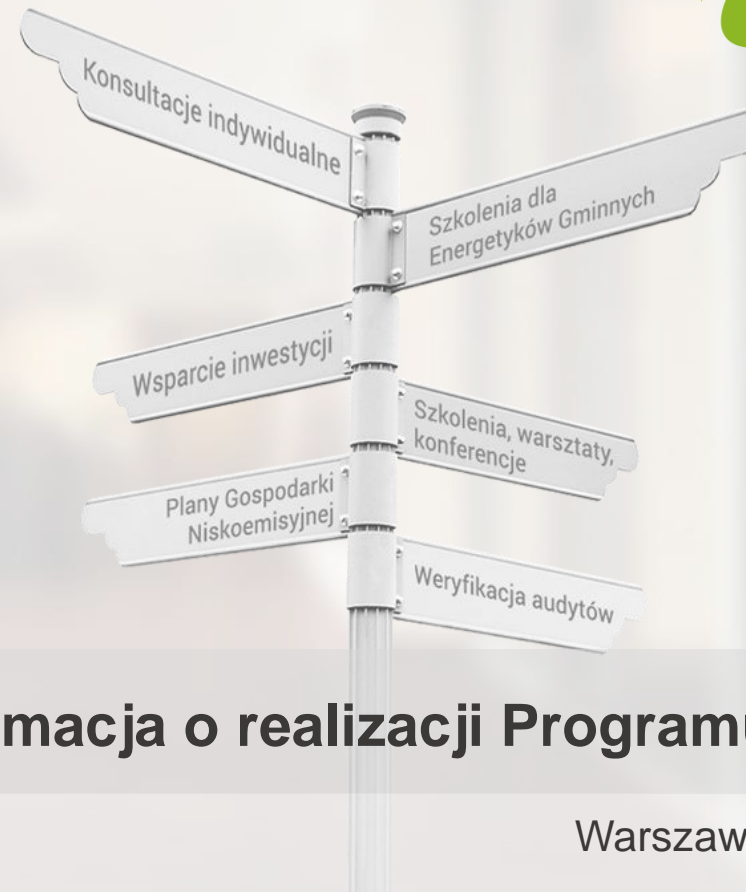 Konsultacje indywidualne
Szkolenia dla
Energetyków Gminnych
Wsparcie inwestycji
Szkolenia, warsztaty,
konferencje
Plany Gospodarki
Niskoemisyjnej
Weryfikacja audytów
macja o realizacji Programu
Warszaw